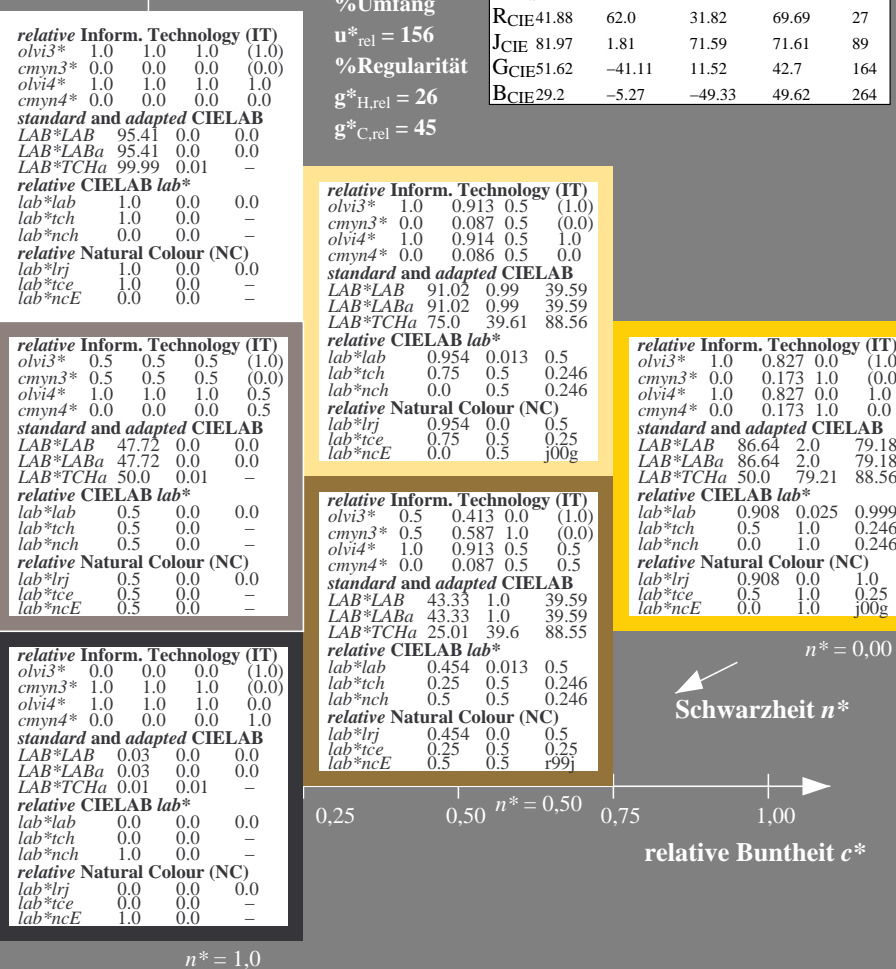 %Umfang
u*rel = 156
%Regularität
g*H,rel = 26
g*C,rel = 45
RCIE 41.88 62.0 31.82 69.69 27
JCIE 81.97 1.81 71.59 71.61 89
GCIE 51.62 −41.11 11.52 42.7 164
BCIE 29.2 −5.27 −49.33 49.62 264
relative Inform. Technology (IT)
olvi3* 1.0 1.0 1.0 (1.0)
cmyn3* 0.0 0.0 0.0 (0.0)
olvi4* 1.0 1.0 1.0 1.0
cmyn4* 0.0 0.0 0.0 0.0
standard and adapted CIELAB
LAB*LAB 95.41 0.0 0.0
LAB*LABa 95.41 0.0 0.0
LAB*TCHa 99.99 0.01 –
relative CIELAB lab*
lab*lab 1.0 0.0 0.0
lab*tch 1.0 0.0 –
lab*nch 0.0 0.0 –
relative Natural Colour (NC)
lab*lrj 1.0 0.0 0.0
lab*tce 1.0 0.0 –
lab*ncE 0.0 0.0 –
relative Inform. Technology (IT)
olvi3* 1.0 0.913 0.5 (1.0)
cmyn3* 0.0 0.087 0.5 (0.0)
olvi4* 1.0 0.914 0.5 1.0
cmyn4* 0.0 0.086 0.5 0.0
standard and adapted CIELAB
LAB*LAB 91.02 0.99 39.59
LAB*LABa 91.02 0.99 39.59
LAB*TCHa 75.0 39.61 88.56
relative CIELAB lab*
lab*lab 0.954 0.013 0.5
lab*tch 0.75 0.5 0.246
lab*nch 0.0 0.5 0.246
relative Natural Colour (NC)
lab*lrj 0.954 0.0 0.5
lab*tce 0.75 0.5 0.25
lab*ncE 0.0 0.5 j00g
relative Inform. Technology (IT)
olvi3* 0.5 0.5 0.5 (1.0)
cmyn3* 0.5 0.5 0.5 (0.0)
olvi4* 1.0 1.0 1.0 0.5
cmyn4* 0.0 0.0 0.0 0.5
standard and adapted CIELAB
LAB*LAB 47.72 0.0 0.0
LAB*LABa 47.72 0.0 0.0
LAB*TCHa 50.0 0.01 –
relative CIELAB lab*
lab*lab 0.5 0.0 0.0
lab*tch 0.5 0.0 –
lab*nch 0.5 0.0 –
relative Natural Colour (NC)
lab*lrj 0.5 0.0 0.0
lab*tce 0.5 0.0 –
lab*ncE 0.5 0.0 –
relative Inform. Technology (IT)
olvi3* 1.0 0.827 0.0 (1.0
cmyn3* 0.0 0.173 1.0 (0.0
olvi4* 1.0 0.827 0.0 1.0
cmyn4* 0.0 0.173 1.0 0.0
standard and adapted CIELAB
LAB*LAB 86.64 2.0 79.18
LAB*LABa 86.64 2.0 79.18
LAB*TCHa 50.0 79.21 88.56
relative CIELAB lab*
lab*lab 0.908 0.025 0.999
lab*tch 0.5 1.0 0.246
lab*nch 0.0 1.0 0.246
relative Natural Colour (NC)
lab*lrj 0.908 0.0 1.0
lab*tce 0.5 1.0 0.25
lab*ncE 0.0 1.0 j00g
relative Inform. Technology (IT)
olvi3* 0.5 0.413 0.0 (1.0)
cmyn3* 0.5 0.587 1.0 (0.0)
olvi4* 1.0 0.913 0.5 0.5
cmyn4* 0.0 0.087 0.5 0.5
standard and adapted CIELAB
LAB*LAB 43.33 1.0 39.59
LAB*LABa 43.33 1.0 39.59
LAB*TCHa 25.01 39.6 88.55
relative CIELAB lab*
lab*lab 0.454 0.013 0.5
lab*tch 0.25 0.5 0.246
lab*nch 0.5 0.5 0.246
relative Natural Colour (NC)
lab*lrj 0.454 0.0 0.5
lab*tce 0.25 0.5 0.25
lab*ncE 0.5 0.5 r99j
relative Inform. Technology (IT)
olvi3* 0.0 0.0 0.0 (1.0)
cmyn3* 1.0 1.0 1.0 (0.0)
olvi4* 1.0 1.0 1.0 0.0
cmyn4* 0.0 0.0 0.0 1.0
standard and adapted CIELAB
LAB*LAB 0.03 0.0 0.0
LAB*LABa 0.03 0.0 0.0
LAB*TCHa 0.01 0.01 –
relative CIELAB lab*
lab*lab 0.0 0.0 0.0
lab*tch 0.0 0.0 –
lab*nch 1.0 0.0 –
relative Natural Colour (NC)
lab*lrj 0.0 0.0 0.0
lab*tce 0.0 0.0 –
lab*ncE 1.0 0.0 –
n* = 0,00
Schwarzheit n*
0,25 0,50 n* = 0,50 0,75 1,00
relative Buntheit c*
n* = 1,0